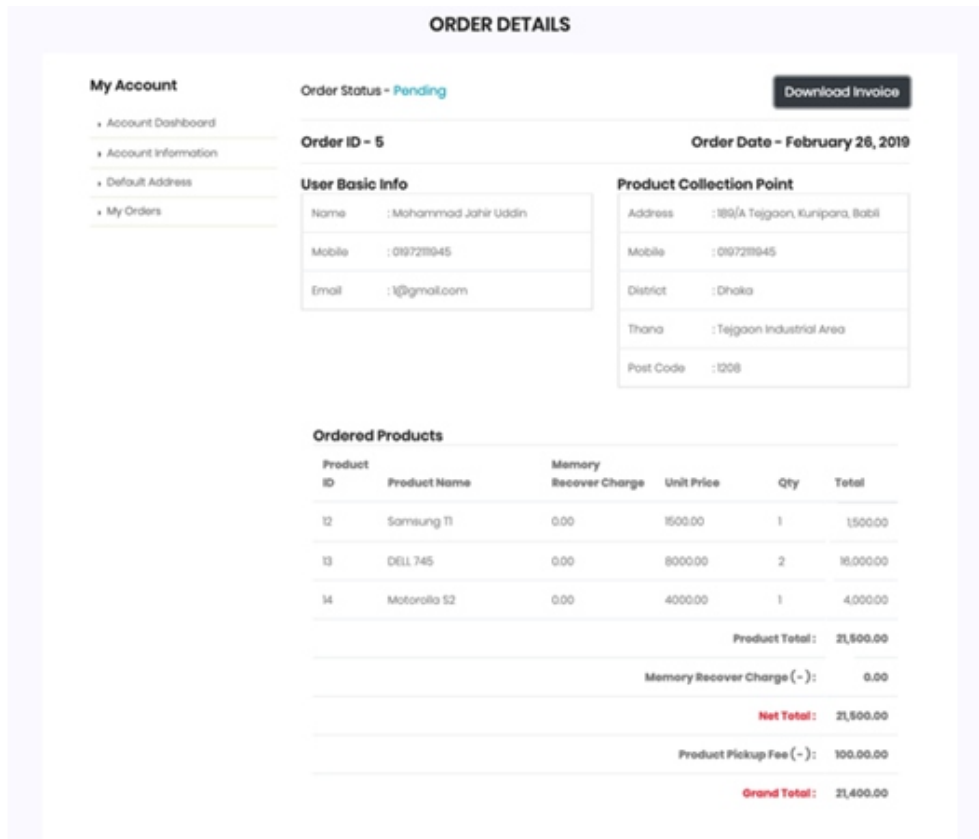 ORDER DETAILS
My Account
Account Dashboard
Account Information
Default Address
My Orders
Order Status - Pending
Download Invoice
Order ID - 5
Order Date - February 26, 2019
User Basic Info
Name : Mohammad Jahir Uddin
Mobile : 01972111945
Email : 1@gmail.com
Product Collection Point
Address : 189/A Tejgaon, Kunipara, Babli
Mobile : 01972111945
District : Dhaka
Thana : Tejgaon Industrial Area
Post Code : 1208
Ordered Products
Product ID Product Name Memory Recover Charge Unit Price Qty Total
12 Samsung T1 0.00 1500.00 1 1,500.00
13 DELL 745 0.00 8000.00 2 16,000.00
14 Motorolla S2 0.00 4000.00 1 4,000.00
Product Total : 21,500.00
Memory Recover Charge (-) : 0.00
Net Total : 21,500.00
Product Pickup Fee (-) : 100.00.00
Grand Total : 21,400.00